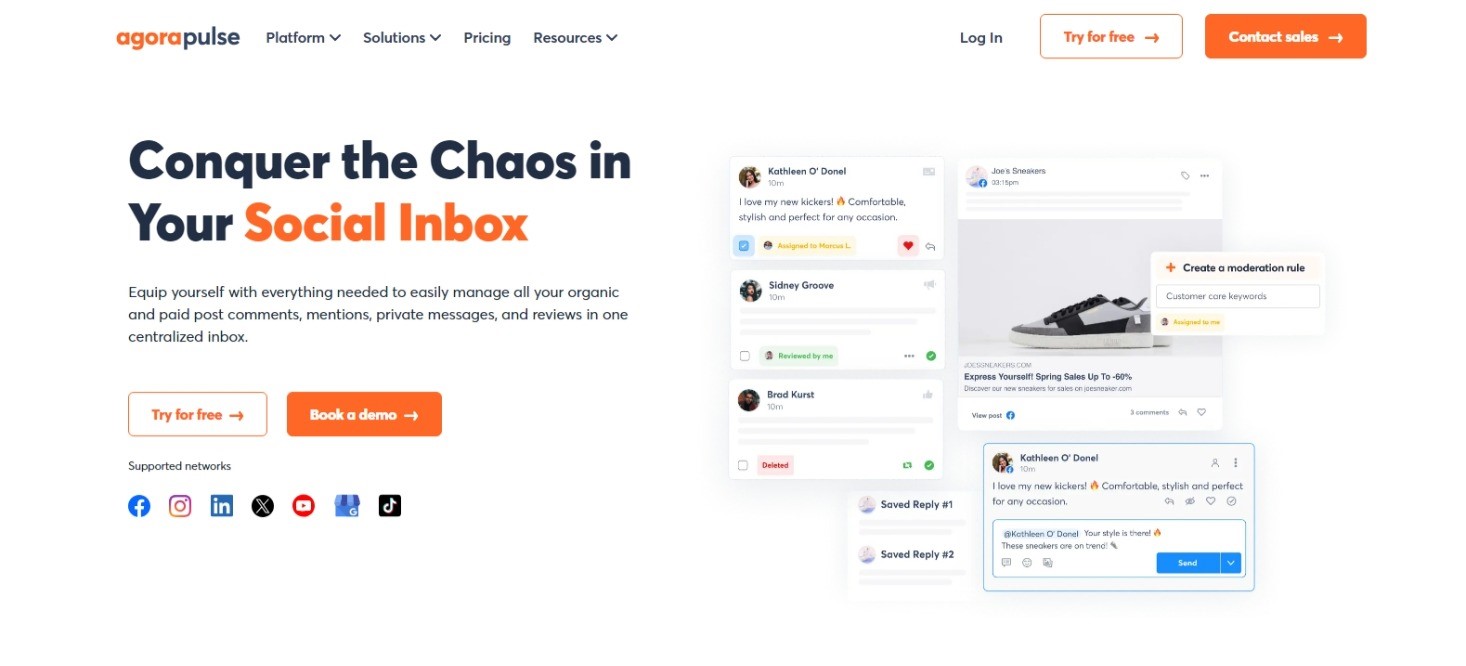 agorapulse
Platform
Solutions
Pricing
Resources
Log In
Try for free →
Contact sales →
Conquer the Chaos in
Your Social Inbox
Equip yourself with everything needed to easily manage all your organic
and paid post comments, mentions, private messages, and reviews in one
centralized inbox.
Try for free →
Book a demo →
Supported networks
Kathleen O' Donel
10m
I love my new kickers! 🔥 Comfortable,
stylish and perfect for any occasion.
Assigned to Marcus L.
Sidney Groove
10m
Reviewed by me
Brad Kurst
10m
Deleted
Joe's Sneakers
03:15pm
JOESSNEAKERS.COM
Express Yourself! Spring Sales Up To -60%
Discover our new sneakers for sales on joesneaker.com
View post
3 comments
Create a moderation rule
Customer care keywords
Assigned to me
Saved Reply #1
Saved Reply #2
Kathleen O' Donel
10m
I love my new kickers! 🔥 Comfortable, stylish and perfect
for any occasion.
@Kathleen O' Donel Your style is there! 🔥
These sneakers are on trend!
Send